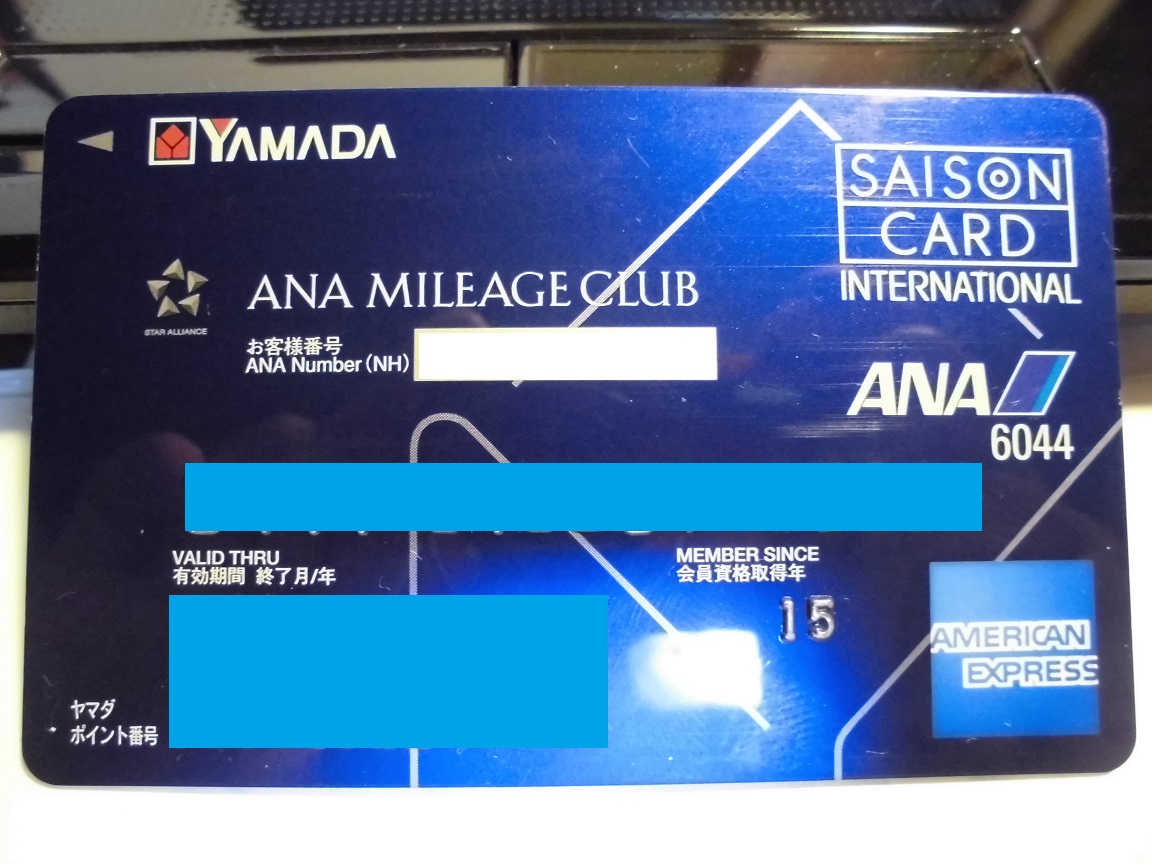 YAMADA
SAISON
CARD
INTERNATIONAL
STAR ALLIANCE
ANA MILEAGE CLUB
お客様番号
ANA Number (NH)
ANA
6044
VALID THRU
有効期間 終了月/年
MEMBER SINCE
会員資格取得年
15
AMERICAN
EXPRESS
ヤマダ
ポイント番号